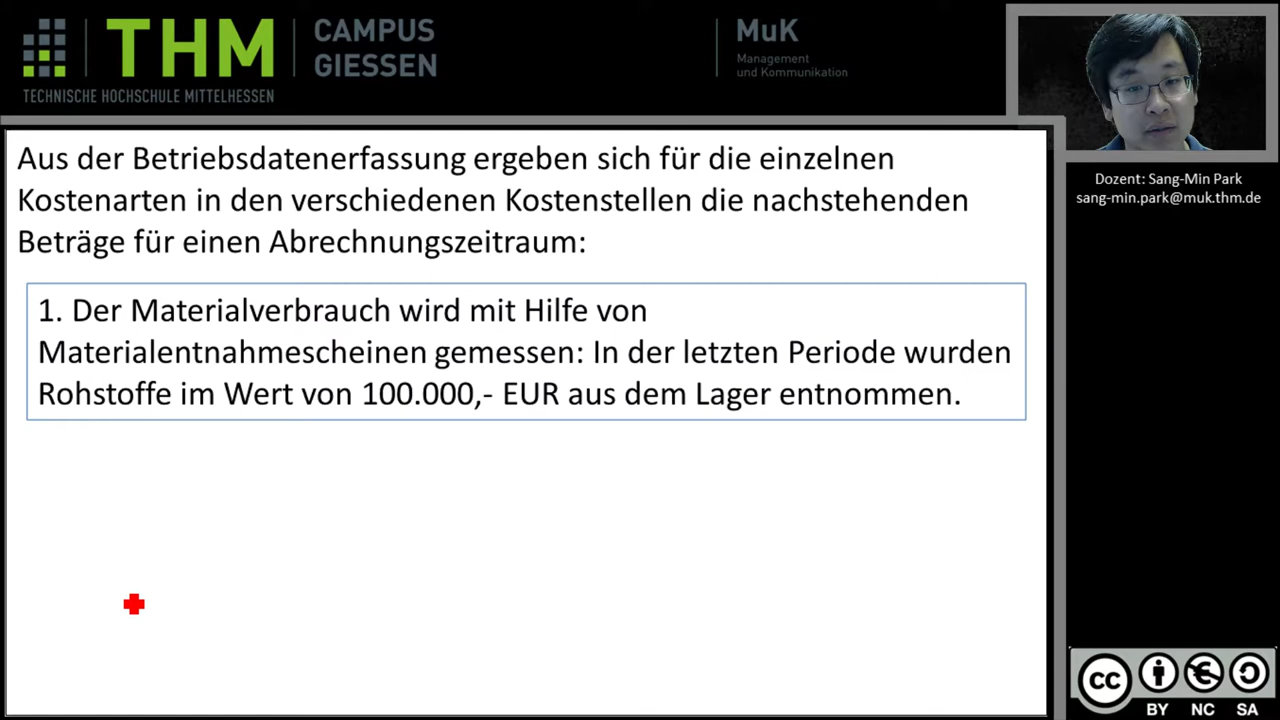 THM
CAMPUS
GIESSEN
TECHNISCHE HOCHSCHULE MITTELHESSEN
MuK
Management
und Kommunikation
Dozent: Sang-Min Park
sang-min.park@muk.thm.de
Aus der Betriebsdatenerfassung ergeben sich für die einzelnen
Kostenarten in den verschiedenen Kostenstellen die nachstehenden
Beträge für einen Abrechnungszeitraum:
1. Der Materialverbrauch wird mit Hilfe von
Materialentnahmescheinen gemessen: In der letzten Periode wurden
Rohstoffe im Wert von 100.000,- EUR aus dem Lager entnommen.
cc
BY NC SA